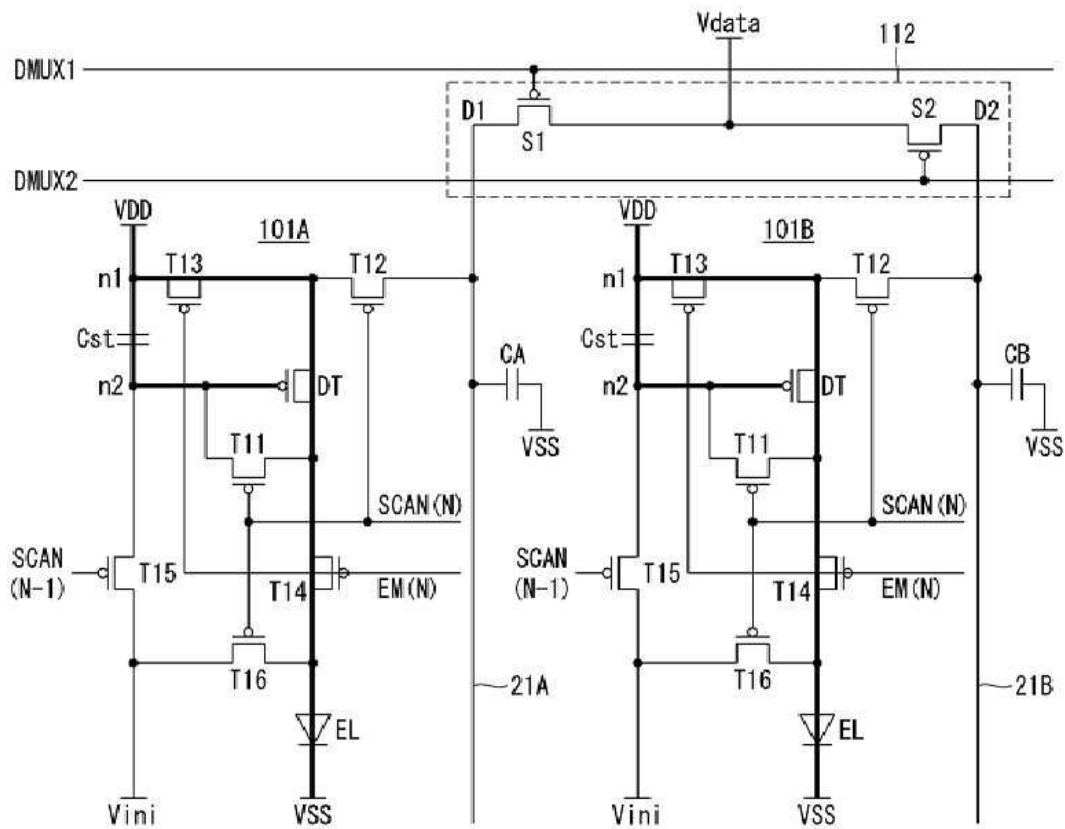 Vdata
112
DMUX1
D1
S1
S2
D2
DMUX2
VDD
101A
n1
T13
T12
Cst
n2
DT
CA
VSS
T11
SCAN(N)
SCAN
(N-1)
T15
T14
EM(N)
T16
21A
EL
Vini
VSS
VDD
101B
n1
T13
T12
Cst
n2
DT
CB
VSS
T11
SCAN(N)
SCAN
(N-1)
T15
T14
EM(N)
T16
21B
EL
Vini
VSS